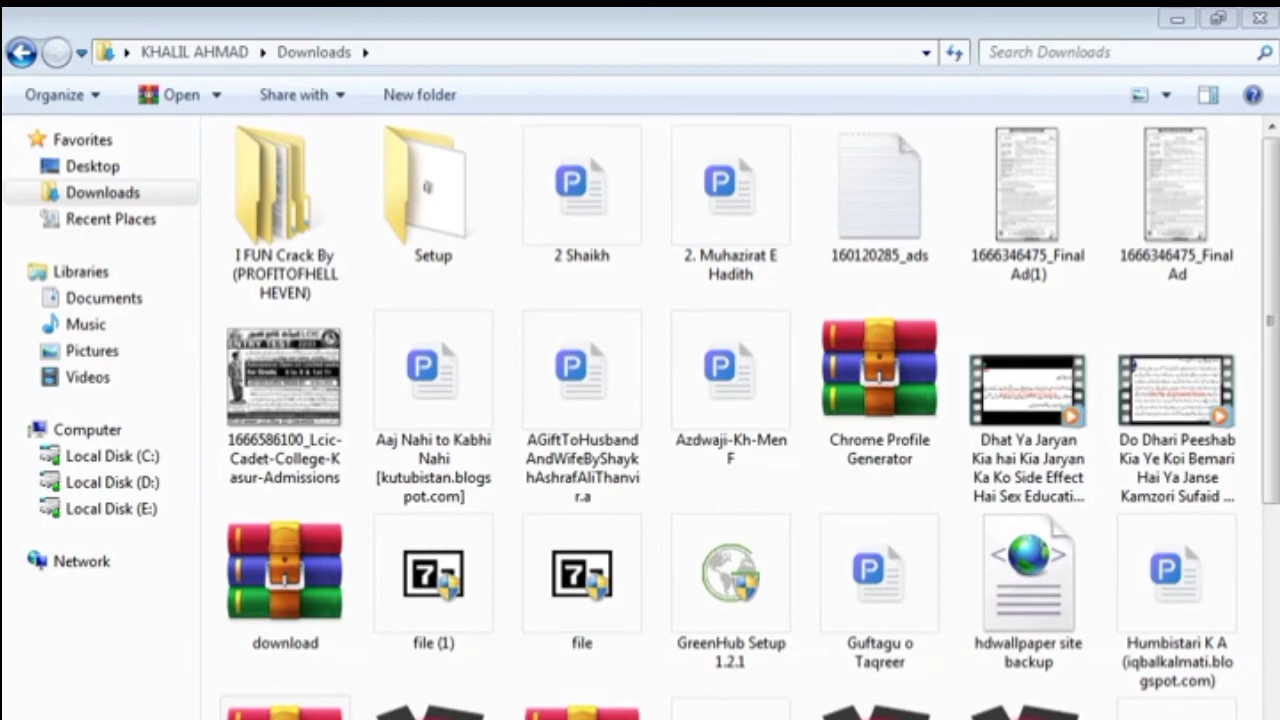 KHALIL AHMAD Downloads
Search Downloads
Organize Open Share with New folder
Favorites
Desktop
Downloads
Recent Places
Libraries
Documents
Music
Pictures
Videos
Computer
Local Disk (C:)
Local Disk (D:)
Local Disk (E:)
Network
I FUN Crack By
(PROFITOFHELL
HEVEN)
Setup
2 Shaikh
2. Muhazirat E
Hadith
160120285_ads
1666346475_Final
Ad(1)
1666346475_Final
Ad
ENTRY TEST
1666586100_Lcic-
Cadet-College-K
asur-Admissions
Aaj Nahi to Kabhi
Nahi
[kutubistan.blogs
pot.com]
AGiftToHusband
AndWifeByShayk
hAshrafAliThanvi
r.a
Azdwaji-Kh-Men
F
Chrome Profile
Generator
Dhat Ya Jaryan
Kia hai Kia Jaryan
Ka Ko Side Effect
Hai Sex Educati...
Do Dhari Peeshab
Kia Ye Koi Bemari
Hai Ya Janse
Kamzori Sufaid ...
download
file (1)
file
GreenHub Setup
1.2.1
Guftagu o
Taqreer
hdwallpaper site
backup
Humbistari K A
(iqbalkalmati.blo
gspot.com)